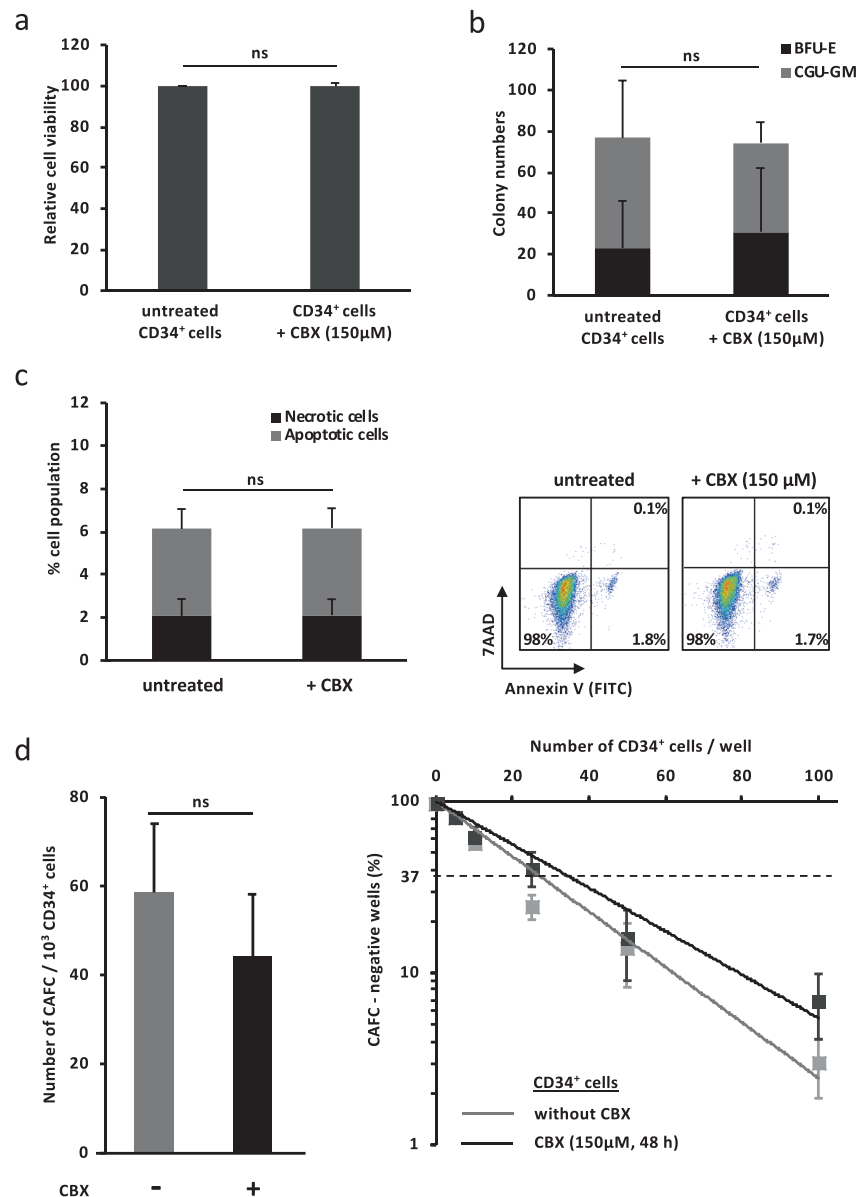 a
120
100
80
60
40
20
0
Relative cell viability
ns
untreated
CD34⁺ cells
CD34⁺ cells
+ CBX (150μM)
b
120
100
80
60
40
20
0
Colony numbers
ns
BFU-E
CGU-GM
untreated
CD34⁺ cells
CD34⁺ cells
+ CBX (150μM)
c
12
10
8
6
4
2
0
% cell population
Necrotic cells
Apoptotic cells
ns
untreated
+ CBX
untreated
+ CBX (150 μM)
0.1%
98%
1.8%
0.1%
98%
1.7%
7AAD
Annexin V (FITC)
d
80
60
40
20
0
Number of CAFC / 10³ CD34⁺ cells
ns
CBX - +
Number of CD34⁺ cells / well
0 20 40 60 80 100
100
37
10
1
CAFC - negative wells (%)
CD34⁺ cells
without CBX
CBX (150μM, 48 h)